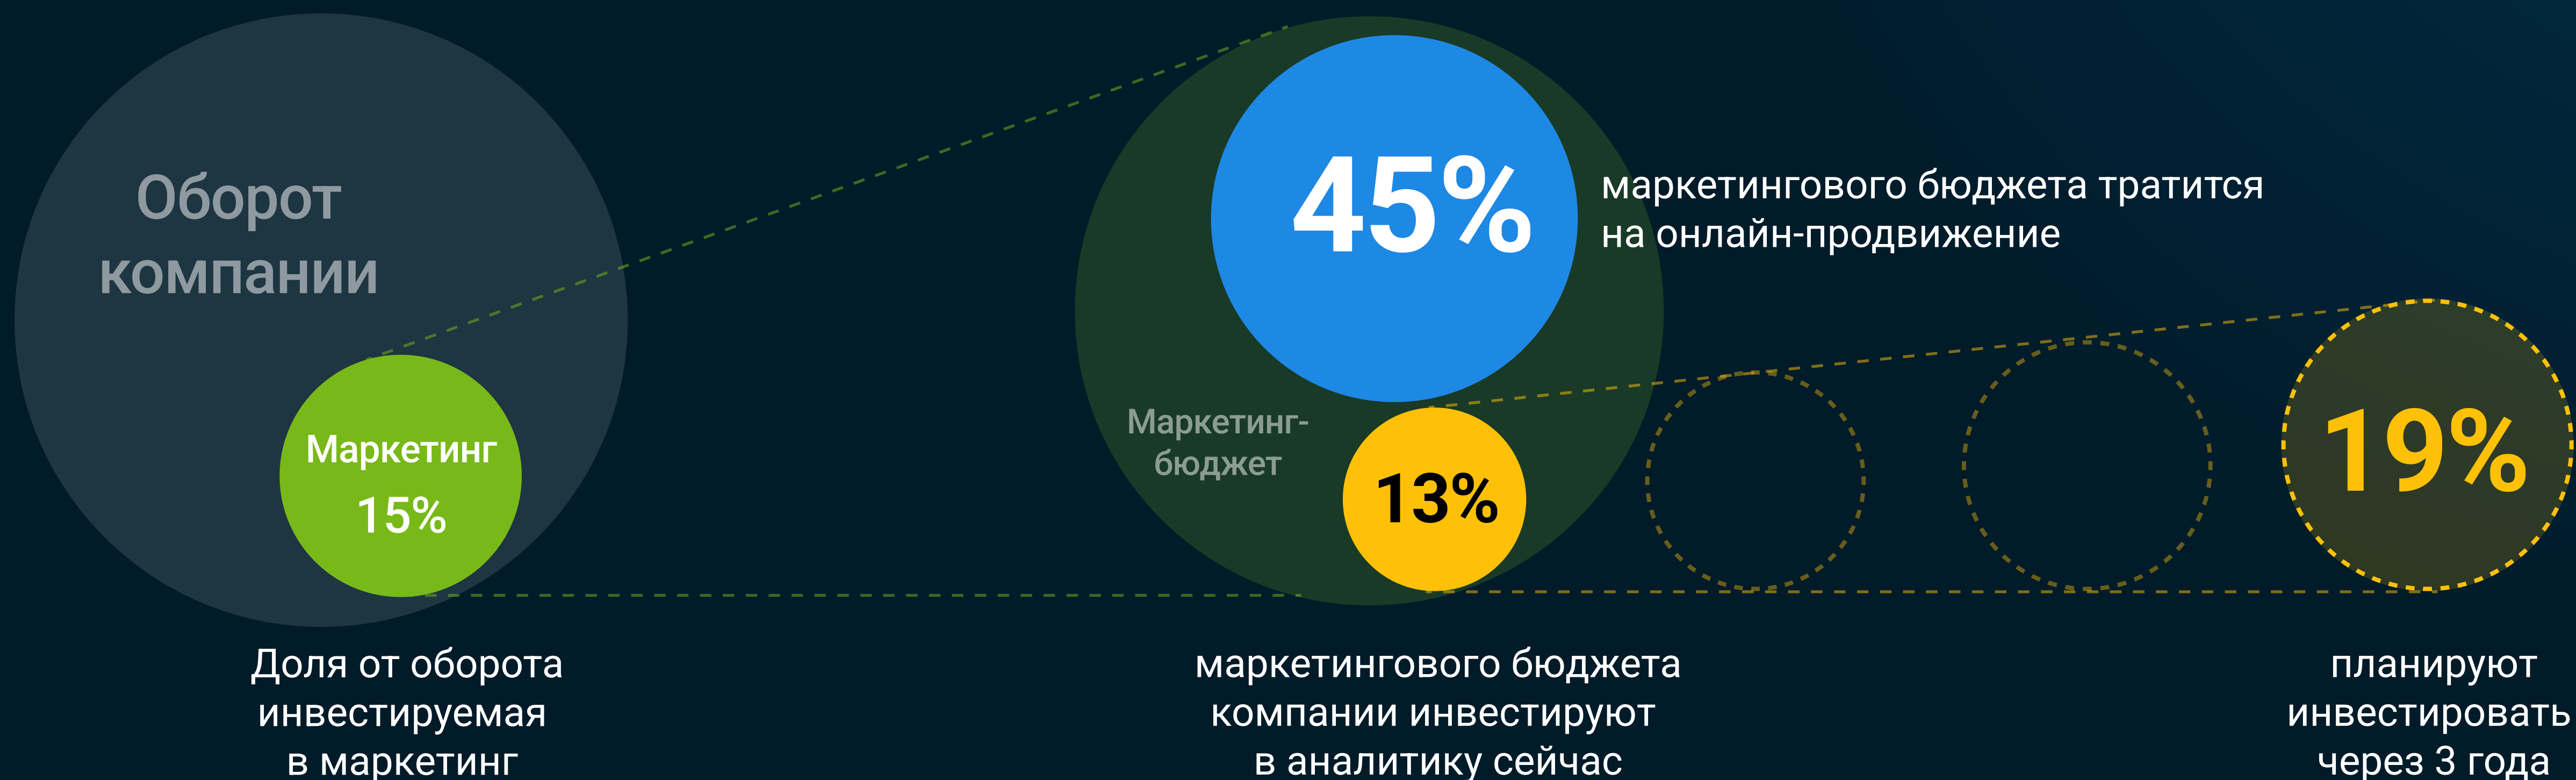 Оборот
компании
Маркетинг
15%
Доля от оборота
инвестируемая
в маркетинг
45%
маркетингового бюджета тратится
на онлайн-продвижение
Маркетинг-
бюджет
13%
маркетингового бюджета
компании инвестируют
в аналитику сейчас
19%
планируют
инвестировать
через 3 года